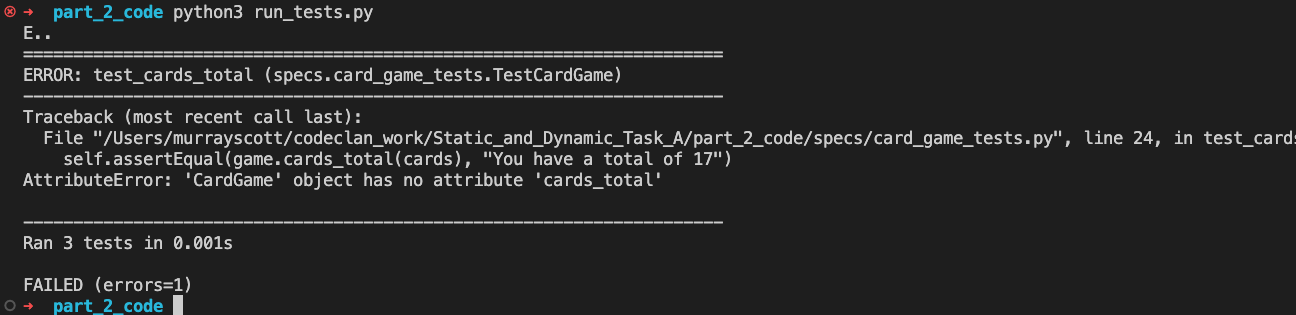 ➜ part_2_code python3 run_tests.py
E..
======================================================================
ERROR: test_cards_total (specs.card_game_tests.TestCardGame)
----------------------------------------------------------------------
Traceback (most recent call last):
  File "/Users/murrayscott/codeclan_work/Static_and_Dynamic_Task_A/part_2_code/specs/card_game_tests.py", line 24, in test_cards
    self.assertEqual(game.cards_total(cards), "You have a total of 17")
AttributeError: 'CardGame' object has no attribute 'cards_total'
----------------------------------------------------------------------
Ran 3 tests in 0.001s
FAILED (errors=1)
➜ part_2_code